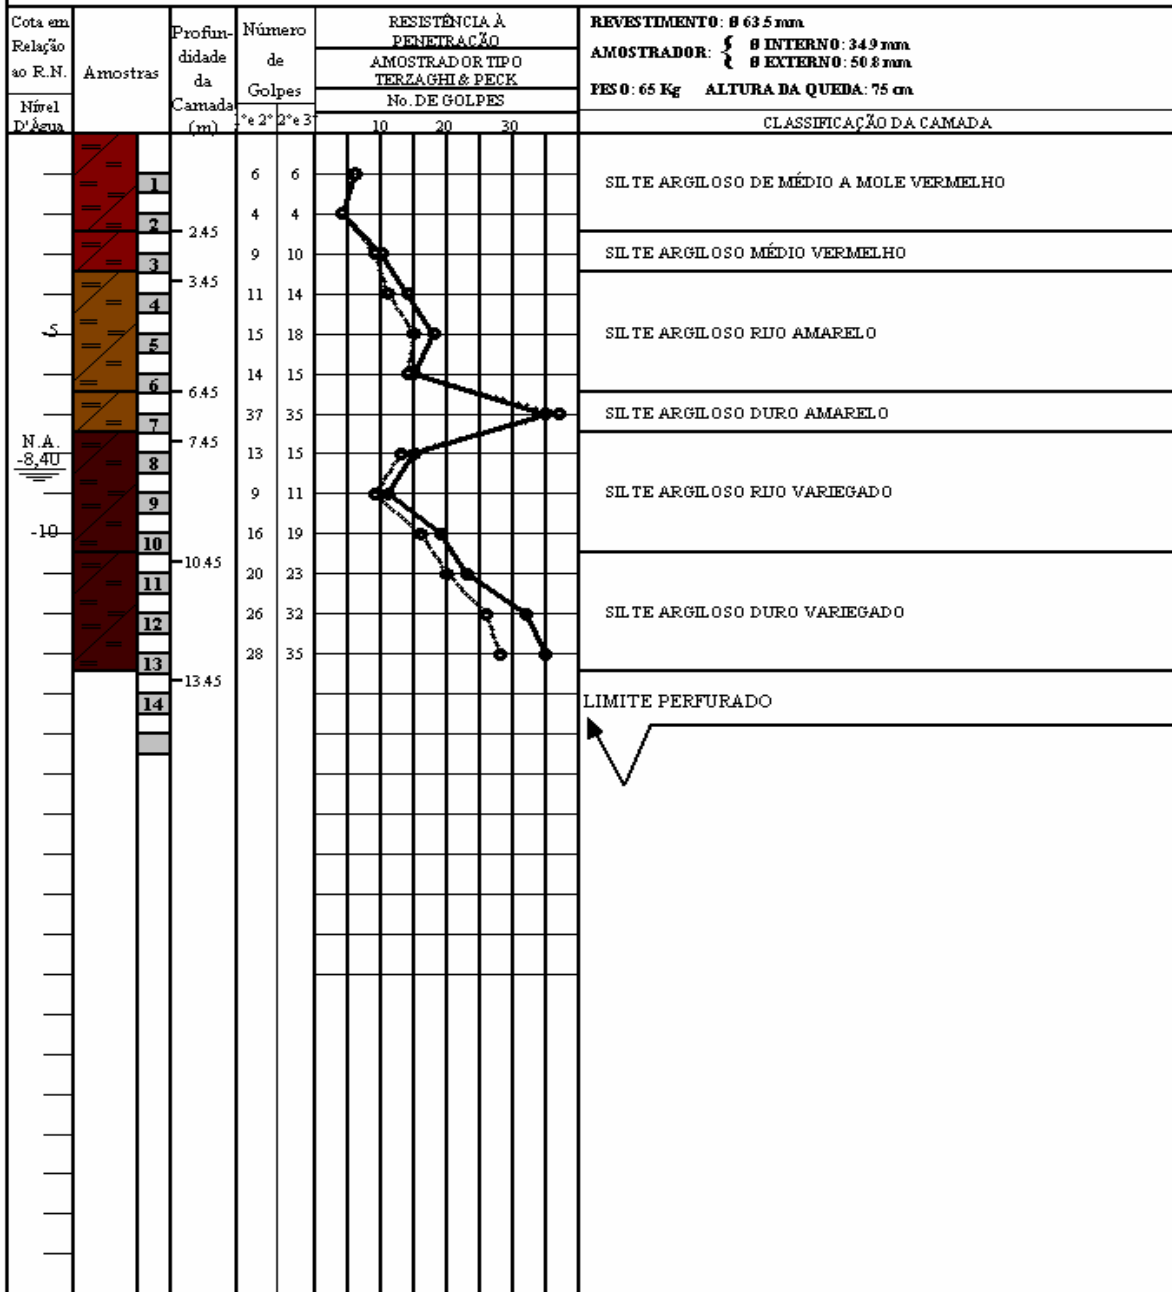 Cota em
Relação
ao R.N.
Nível
D'Água
Amostras
Profun-
didade
da
Camada
(m)
Número
de
Golpes
1°e 2° 2°e 3°
RESISTÊNCIA À
PENETRAÇÃO
AMOSTRADOR TIPO
TERZAGHI & PECK
No. DE GOLPES
10 20 30
REVESTIMENTO: Ø 63.5 mm
AMOSTRADOR: { Ø INTERNO: 34.9 mm
Ø EXTERNO: 50.8 mm
PESO: 65 Kg ALTURA DA QUEDA: 75 cm
CLASSIFICAÇÃO DA CAMADA
1 6 6 SILTE ARGILOSO DE MÉDIO A MOLE VERMELHO
2 4 4
2.45
3 9 10 SILTE ARGILOSO MÉDIO VERMELHO
3.45
4 11 14
-5 5 15 18 SILTE ARGILOSO RIJO AMARELO
6 14 15
6.45
7 37 35 SILTE ARGILOSO DURO AMARELO
7.45
N.A.
-8,40
8 13 15
9 9 11 SILTE ARGILOSO RIJO VARIEGADO
-10 10 16 19
10.45
11 20 23
12 26 32 SILTE ARGILOSO DURO VARIEGADO
13 28 35
13.45
14 LIMITE PERFURADO